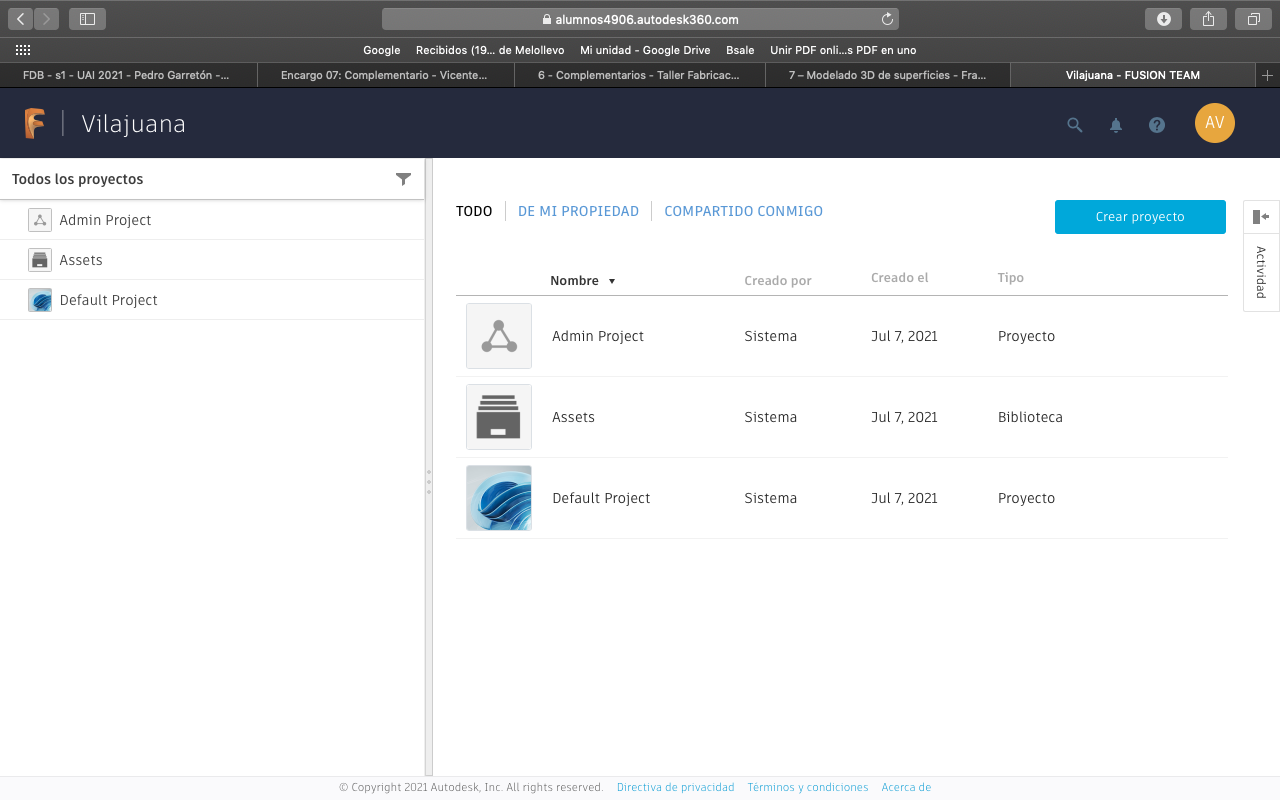 alumnos4906.autodesk360.com
Google Recibidos (19... de Melollevo Mi unidad - Google Drive Bsale Unir PDF onli...s PDF en uno
FDB - s1 - UAI 2021 - Pedro Garretón -... Encargo 07: Complementario - Vicente... 6 - Complementarios - Taller Fabricac... 7 – Modelado 3D de superficies - Fra... Vilajuana - FUSION TEAM
Vilajuana
AV
Todos los proyectos
Admin Project
Assets
Default Project
TODO DE MI PROPIEDAD COMPARTIDO CONMIGO
Crear proyecto
Actividad
Nombre Creado por Creado el Tipo
Admin Project Sistema Jul 7, 2021 Proyecto
Assets Sistema Jul 7, 2021 Biblioteca
Default Project Sistema Jul 7, 2021 Proyecto
© Copyright 2021 Autodesk, Inc. All rights reserved. Directiva de privacidad Términos y condiciones Acerca de